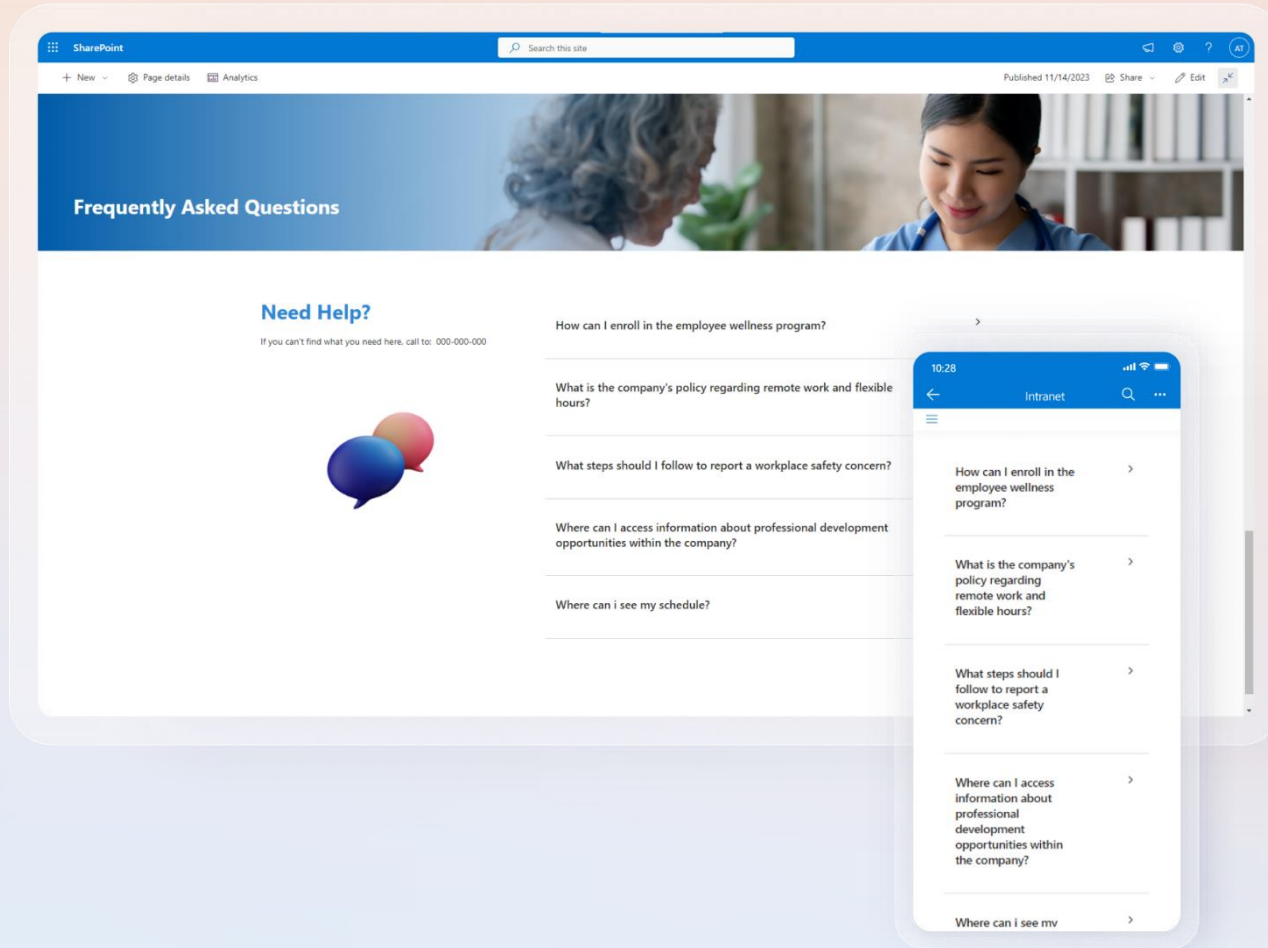 SharePoint
Search this site
?
AT
New
Page details
Analytics
Published 11/14/2023
Share
Edit
Frequently Asked Questions
Need Help?
If you can't find what you need here, call to: 000-000-000
How can I enroll in the employee wellness program?
What is the company's policy regarding remote work and flexible
hours?
What steps should I follow to report a workplace safety concern?
Where can I access information about professional development
opportunities within the company?
Where can i see my schedule?
10:28
Intranet
How can I enroll in the
employee wellness
program?
What is the company's
policy regarding
remote work and
flexible hours?
What steps should I
follow to report a
workplace safety
concern?
Where can I access
information about
professional
development
opportunities within
the company?
Where can i see my